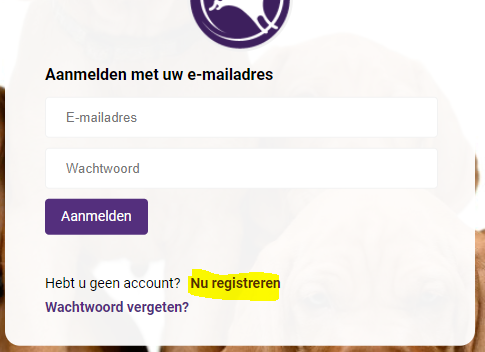 Aanmelden met uw e-mailadres
E-mailadres
Wachtwoord
Aanmelden
Hebt u geen account? Nu registreren
Wachtwoord vergeten?